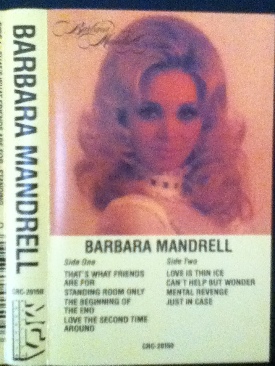 Barbara
Mandrell
BARBARA MANDRELL
Side One
THAT'S WHAT FRIENDS
ARE FOR
STANDING ROOM ONLY
THE BEGINNING OF
THE END
LOVE THE SECOND TIME
AROUND
Side Two
LOVE IS THIN ICE
CAN'T HELP BUT WONDER
MENTAL REVENGE
JUST IN CASE
CRC-20150
BARBARA MANDRELL
CRC-20150
MCA